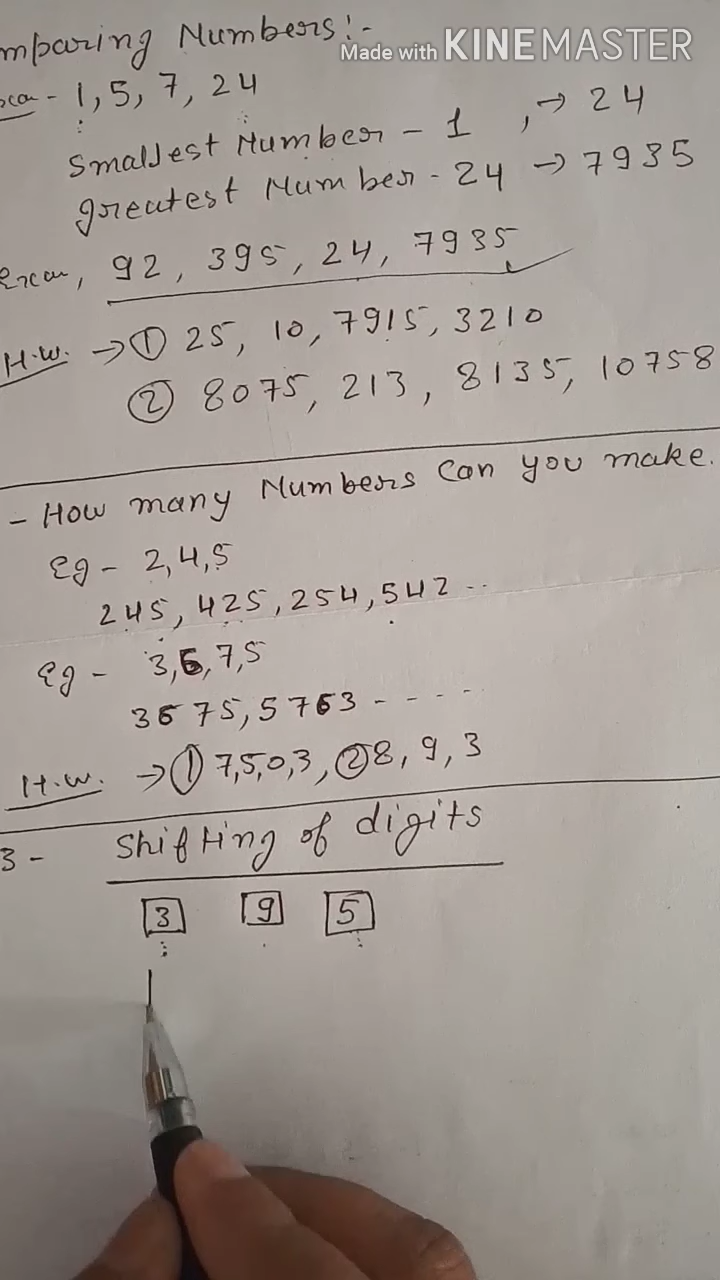 mparing Numbers:-
Made with KINEMASTER
- 1, 5, 7, 24
Smallest Number - 1 , → 24
greatest Number - 24 → 7935
92, 395, 24, 7935
H.W. → ① 25, 10, 7915, 3210
② 8075, 213, 8135, 10758
- How many Numbers Can you make.
Eg - 2,4,5
245, 425, 254, 542 ..
Eg - 3,6,7,5
3675, 5763 - - - -
H.W. → ① 7,5,0,3, ② 8, 9, 3
3 - Shifting of digits
3 9 5